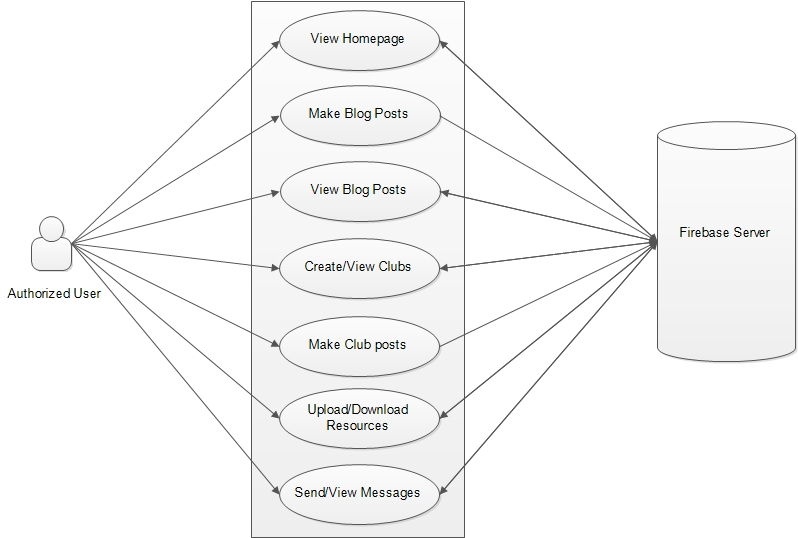 View Homepage
Make Blog Posts
View Blog Posts
Create/View Clubs
Make Club posts
Upload/Download
Resources
Send/View Messages
Authorized User
Firebase Server